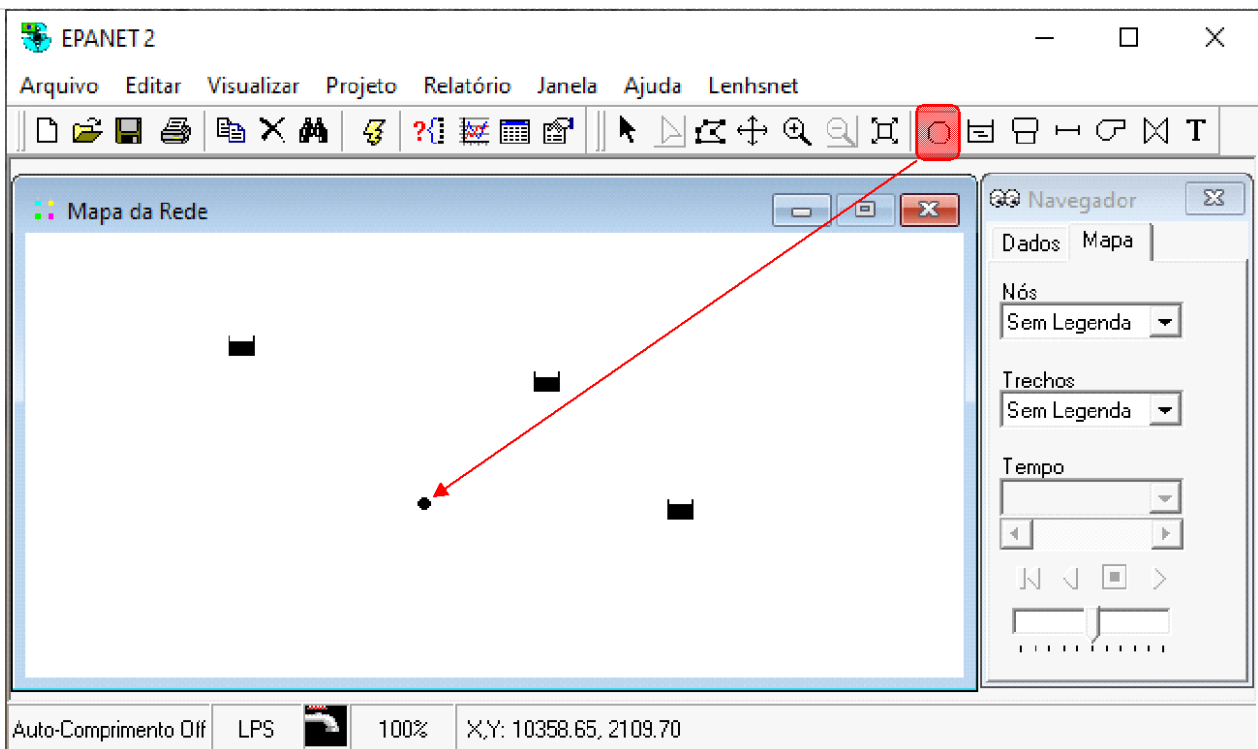 EPANET 2
Arquivo Editar Visualizar Projeto Relatório Janela Ajuda Lenhsnet
T
Mapa da Rede
Navegador
Dados Mapa
Nós
Sem Legenda
Trechos
Sem Legenda
Tempo
Auto-Comprimento Off LPS 100% X,Y: 10358.65, 2109.70